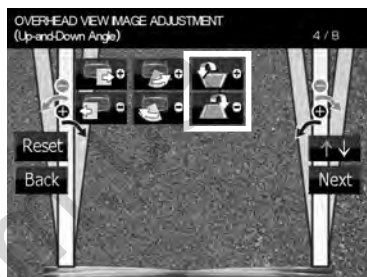 OVERHEAD VIEW IMAGE ADJUSTMENT
(Up-and-Down Angle)
4 / 8
Reset
Back
Next